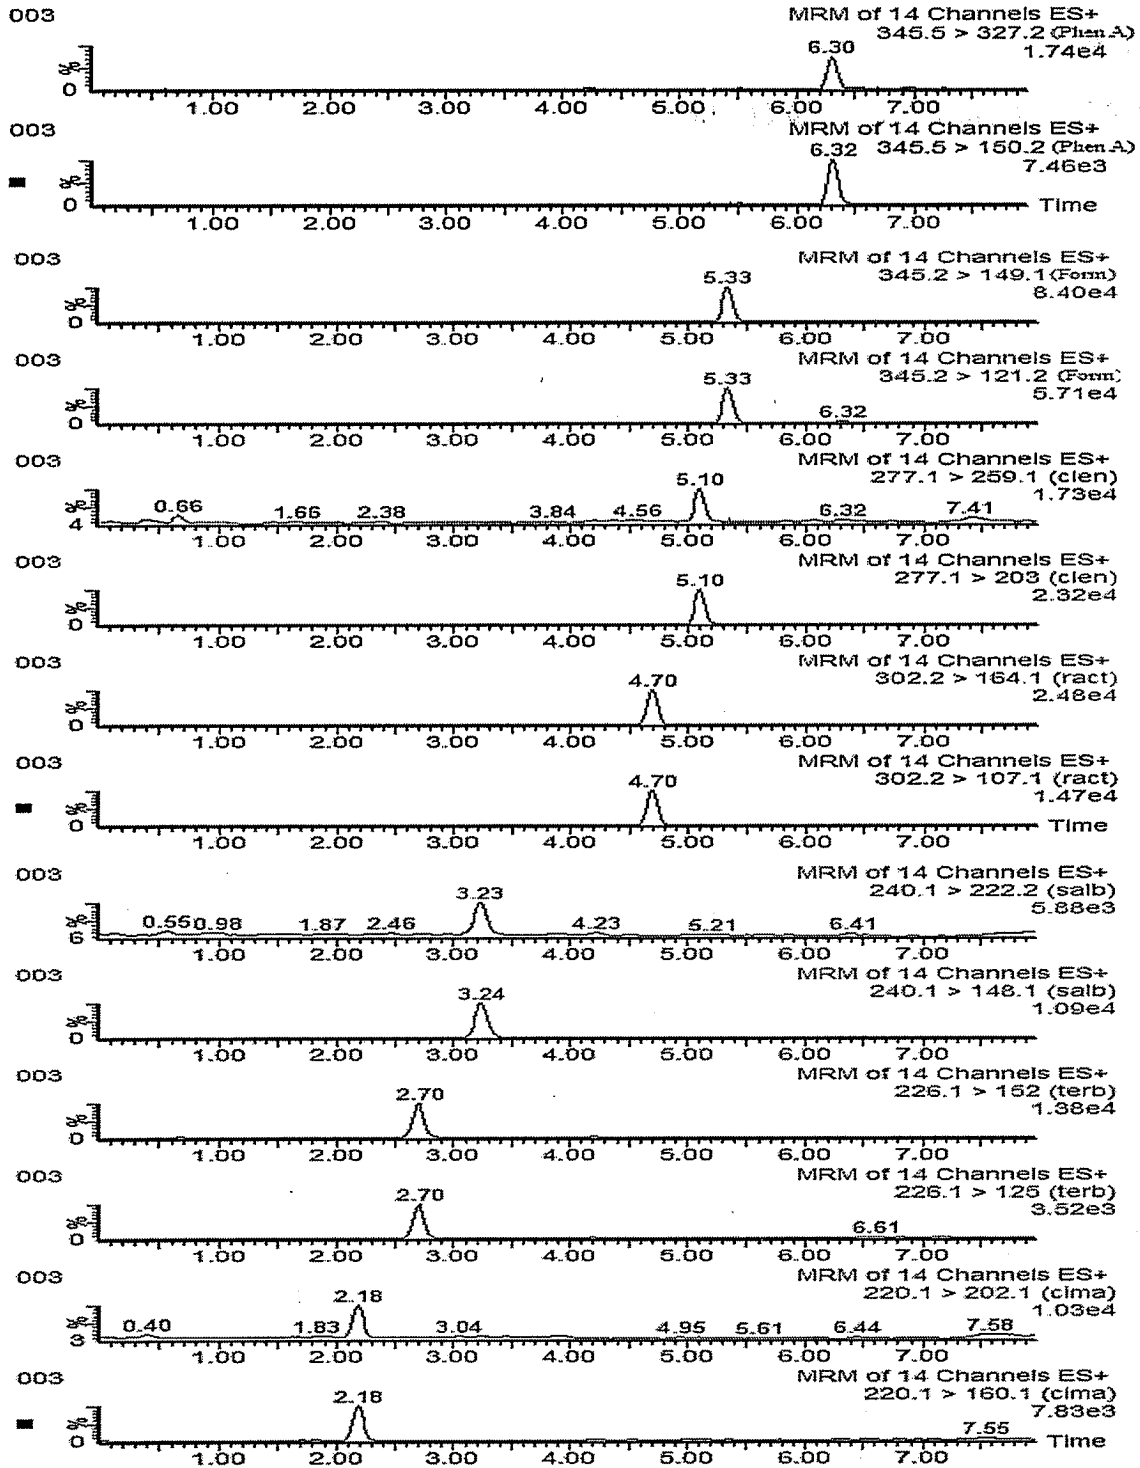 003
MRM of 14 Channels ES+
345.5 > 327.2 (Phen A)
1.74e4
6.30
%
0
1.00 2.00 3.00 4.00 5.00 6.00 7.00
003
MRM of 14 Channels ES+
6.32 345.5 > 150.2 (Phen A)
7.46e3
%
0
Time
1.00 2.00 3.00 4.00 5.00 6.00 7.00
003
MRM of 14 Channels ES+
5.33 345.2 > 149.1 (Form)
8.40e4
%
0
1.00 2.00 3.00 4.00 5.00 6.00 7.00
003
MRM of 14 Channels ES+
5.33 345.2 > 121.2 (Form)
5.71e4
6.32
%
0
1.00 2.00 3.00 4.00 5.00 6.00 7.00
003
MRM of 14 Channels ES+
5.10 277.1 > 259.1 (clen)
1.73e4
0.66 1.66 2.38 3.84 4.56 6.32 7.41
%
4
1.00 2.00 3.00 4.00 5.00 6.00 7.00
003
MRM of 14 Channels ES+
5.10 277.1 > 203 (clen)
2.32e4
%
0
1.00 2.00 3.00 4.00 5.00 6.00 7.00
003
MRM of 14 Channels ES+
4.70 302.2 > 164.1 (ract)
2.48e4
%
0
1.00 2.00 3.00 4.00 5.00 6.00 7.00
003
MRM of 14 Channels ES+
4.70 302.2 > 107.1 (ract)
1.47e4
%
0
Time
1.00 2.00 3.00 4.00 5.00 6.00 7.00
003
MRM of 14 Channels ES+
3.23 240.1 > 222.2 (salb)
5.88e3
0.55 0.98 1.87 2.46 4.23 5.21 6.41
%
6
1.00 2.00 3.00 4.00 5.00 6.00 7.00
003
MRM of 14 Channels ES+
3.24 240.1 > 148.1 (salb)
1.09e4
%
0
1.00 2.00 3.00 4.00 5.00 6.00 7.00
003
MRM of 14 Channels ES+
2.70 226.1 > 152 (terb)
1.38e4
%
0
1.00 2.00 3.00 4.00 5.00 6.00 7.00
003
MRM of 14 Channels ES+
2.70 226.1 > 125 (terb)
3.52e3
6.61
%
0
1.00 2.00 3.00 4.00 5.00 6.00 7.00
003
MRM of 14 Channels ES+
2.18 220.1 > 202.1 (cima)
1.03e4
0.40 1.83 3.04 4.95 5.61 6.44 7.58
%
3
1.00 2.00 3.00 4.00 5.00 6.00 7.00
003
MRM of 14 Channels ES+
2.18 220.1 > 160.1 (cima)
7.83e3
7.55
%
0
Time
1.00 2.00 3.00 4.00 5.00 6.00 7.00